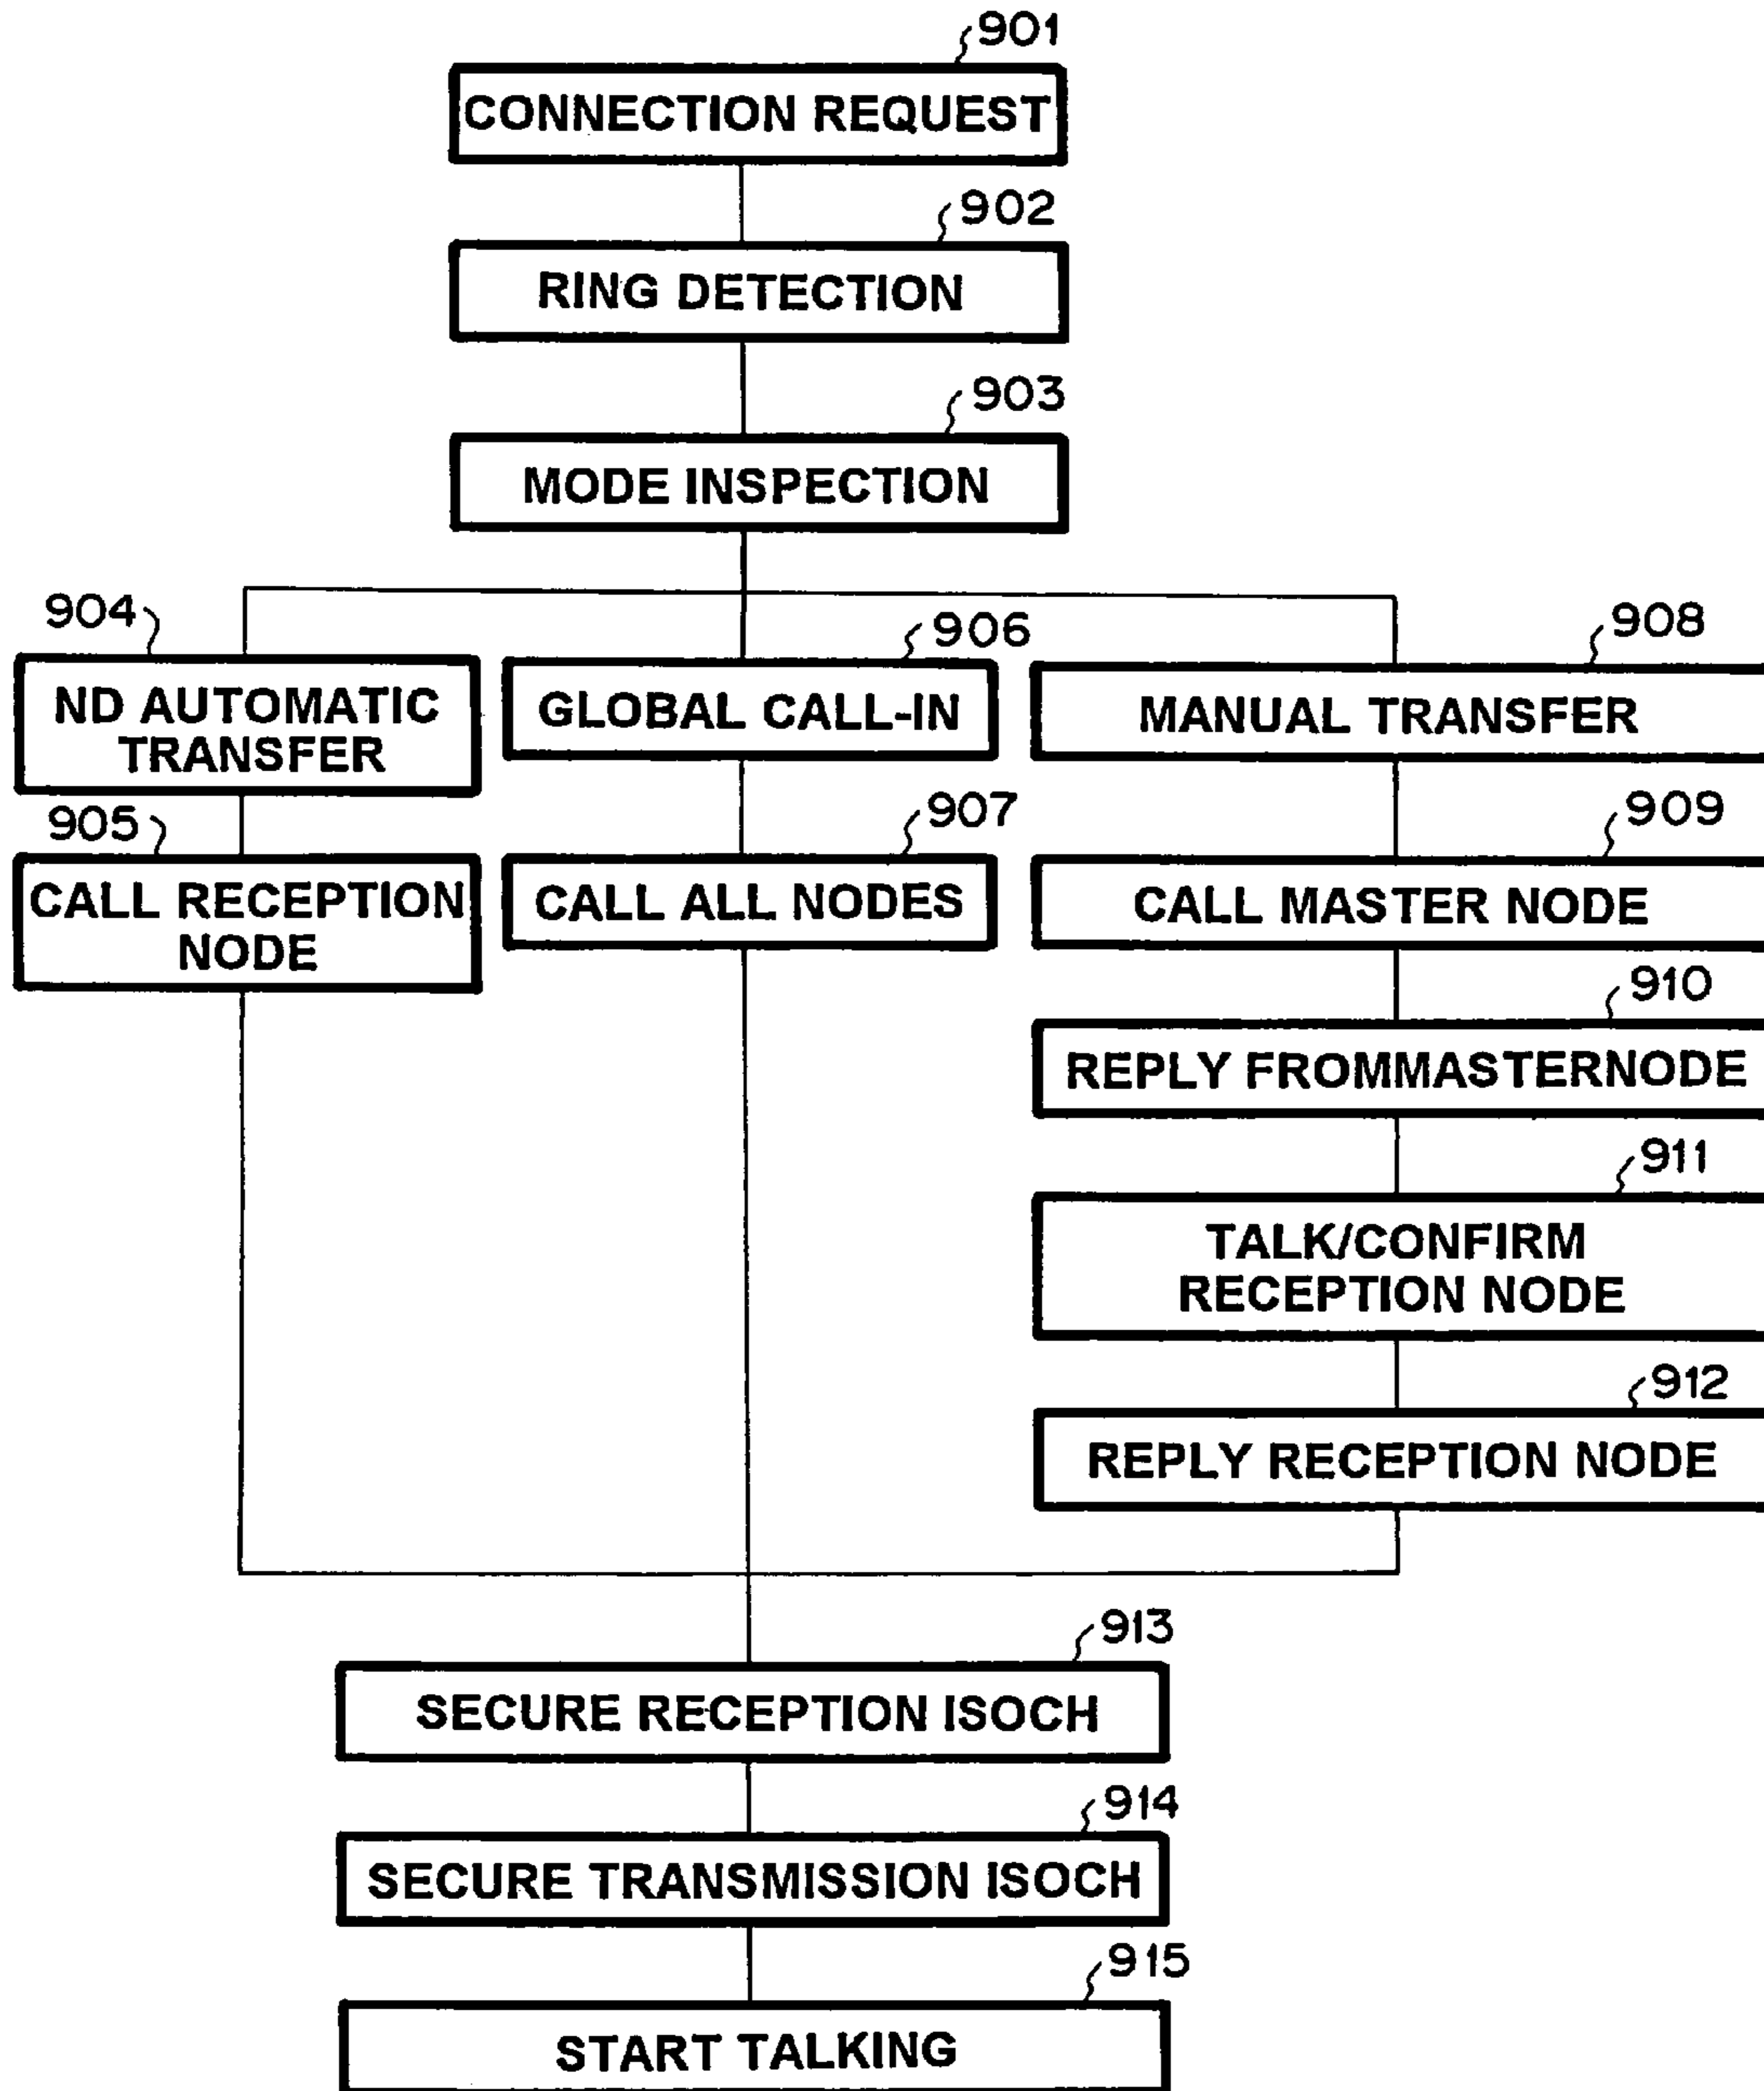 901
CONNECTION REQUEST
902
RING DETECTION
903
MODE INSPECTION
904
ND AUTOMATIC
TRANSFER
905
CALL RECEPTION
NODE
906
GLOBAL CALL-IN
907
CALL ALL NODES
908
MANUAL TRANSFER
909
CALL MASTER NODE
910
REPLY FROMMASTERNODE
911
TALK/CONFIRM
RECEPTION NODE
912
REPLY RECEPTION NODE
913
SECURE RECEPTION ISOCH
914
SECURE TRANSMISSION ISOCH
915
START TALKING